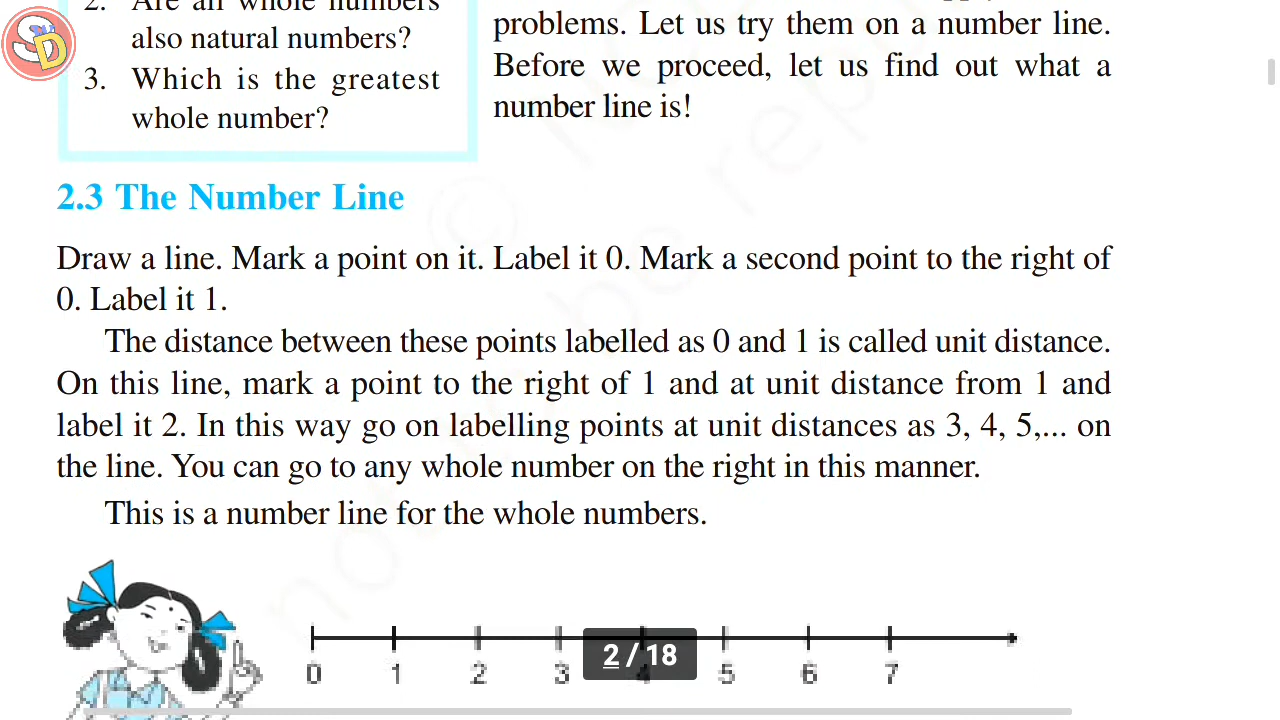 2. Are all whole numbers
also natural numbers?
3. Which is the greatest
whole number?
problems. Let us try them on a number line.
Before we proceed, let us find out what a
number line is!
2.3 The Number Line
Draw a line. Mark a point on it. Label it 0. Mark a second point to the right of
0. Label it 1.
The distance between these points labelled as 0 and 1 is called unit distance.
On this line, mark a point to the right of 1 and at unit distance from 1 and
label it 2. In this way go on labelling points at unit distances as 3, 4, 5,... on
the line. You can go to any whole number on the right in this manner.
This is a number line for the whole numbers.
0 1 2 3 4 5 6 7
2 / 18
SD